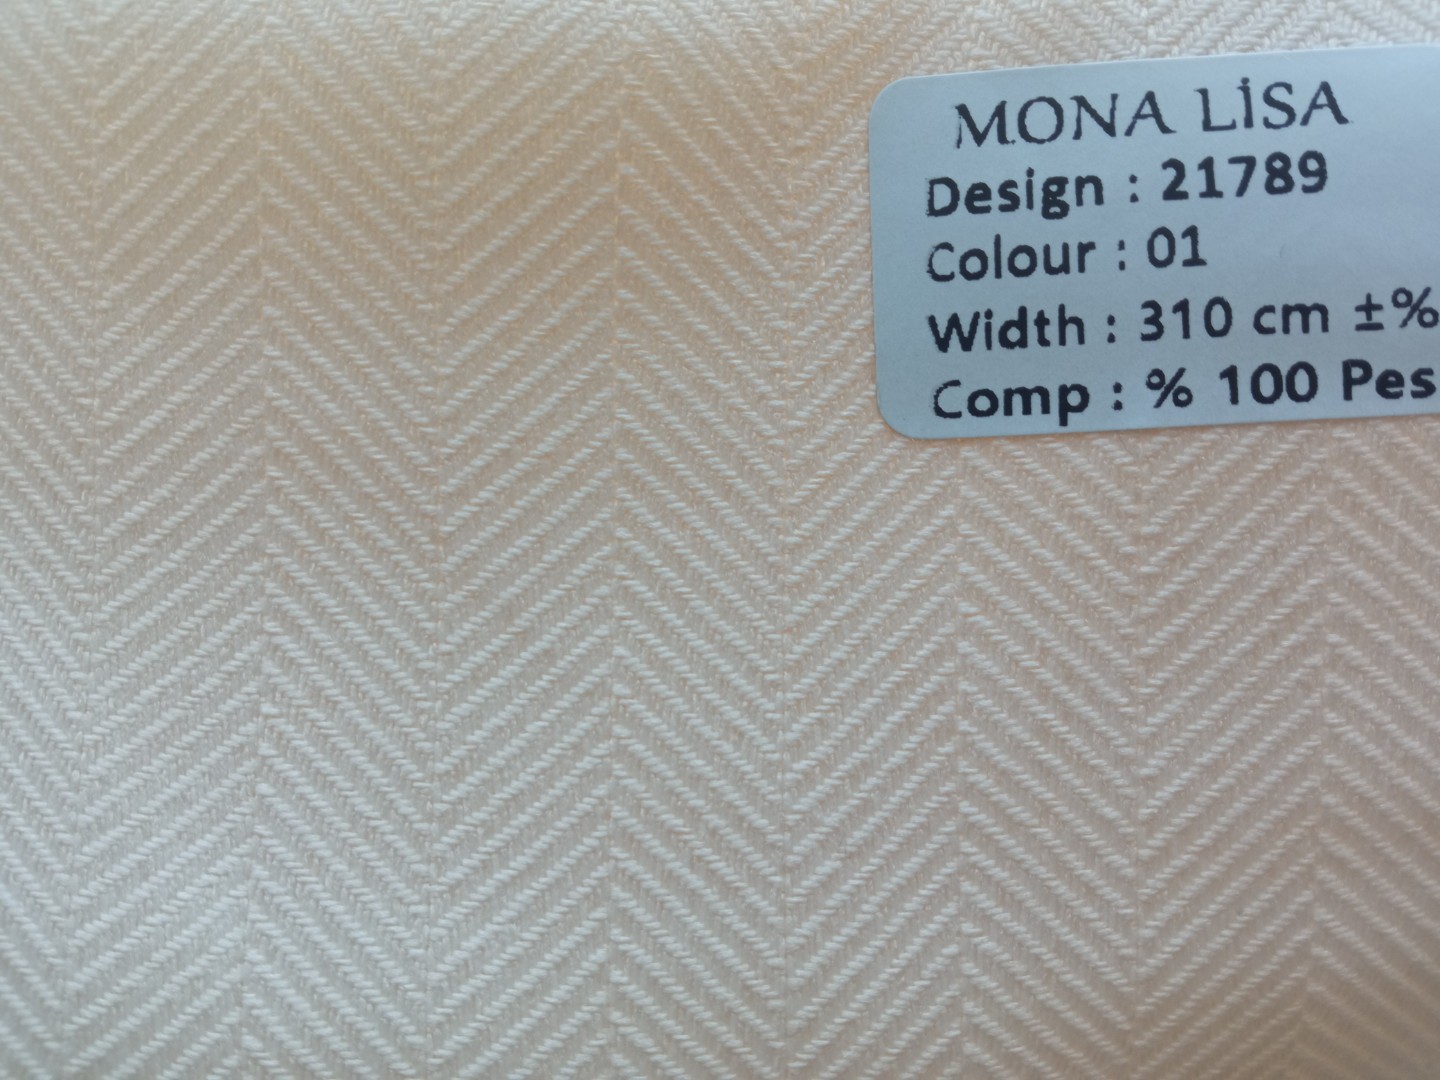 MONA LİSA
Design : 21789
Colour : 01
Width : 310 cm ±%
Comp : % 100 Pes